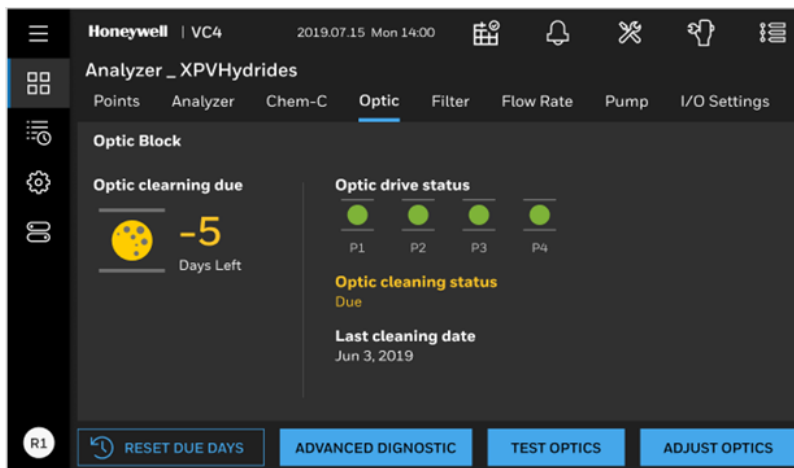 Honeywell | VC4 2019.07.15 Mon 14:00
Analyzer _ XPVHydrides
Points Analyzer Chem-C Optic Filter Flow Rate Pump I/O Settings
Optic Block
Optic clearning due
-5
Days Left
Optic drive status
P1 P2 P3 P4
Optic cleaning status
Due
Last cleaning date
Jun 3, 2019
R1 RESET DUE DAYS ADVANCED DIGNOSTIC TEST OPTICS ADJUST OPTICS